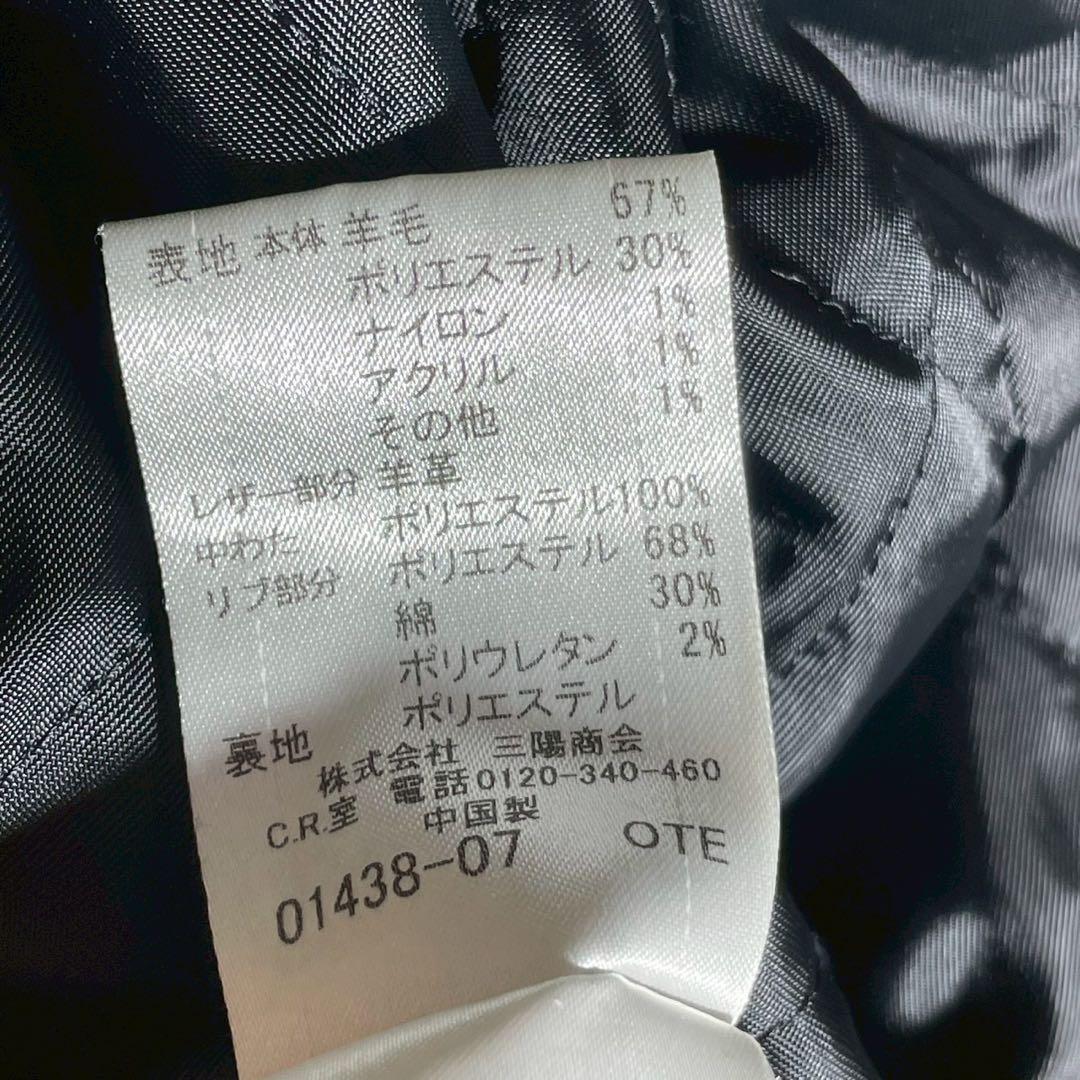 表地 本体 羊毛 67%
ポリエステル 30%
ナイロン 1%
アクリル 1%
その他 1%
レザー部分 羊革
中わた ポリエステル 100%
リブ部分 ポリエステル 68%
綿 30%
ポリウレタン 2%
裏地 ポリエステル
株式会社 三陽商会
C.R.室 電話0120-340-460
中国製
01438-07 OTE